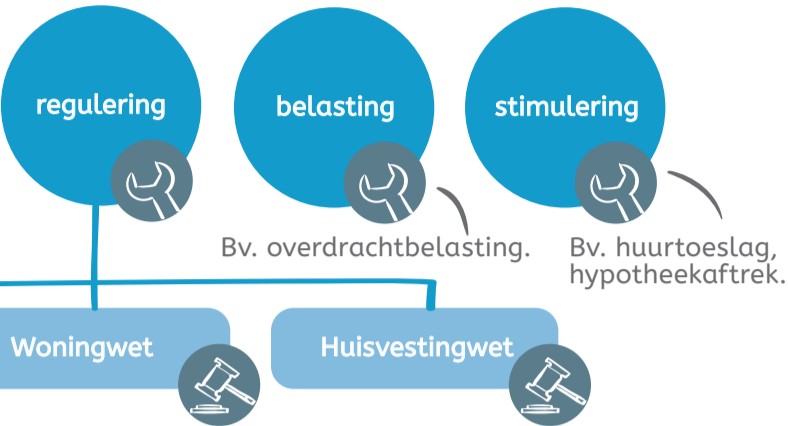 regulering
belasting
stimulering
Bv. overdrachtbelasting.
Bv. huurtoeslag,
hypotheekaftrek.
Woningwet
Huisvestingwet